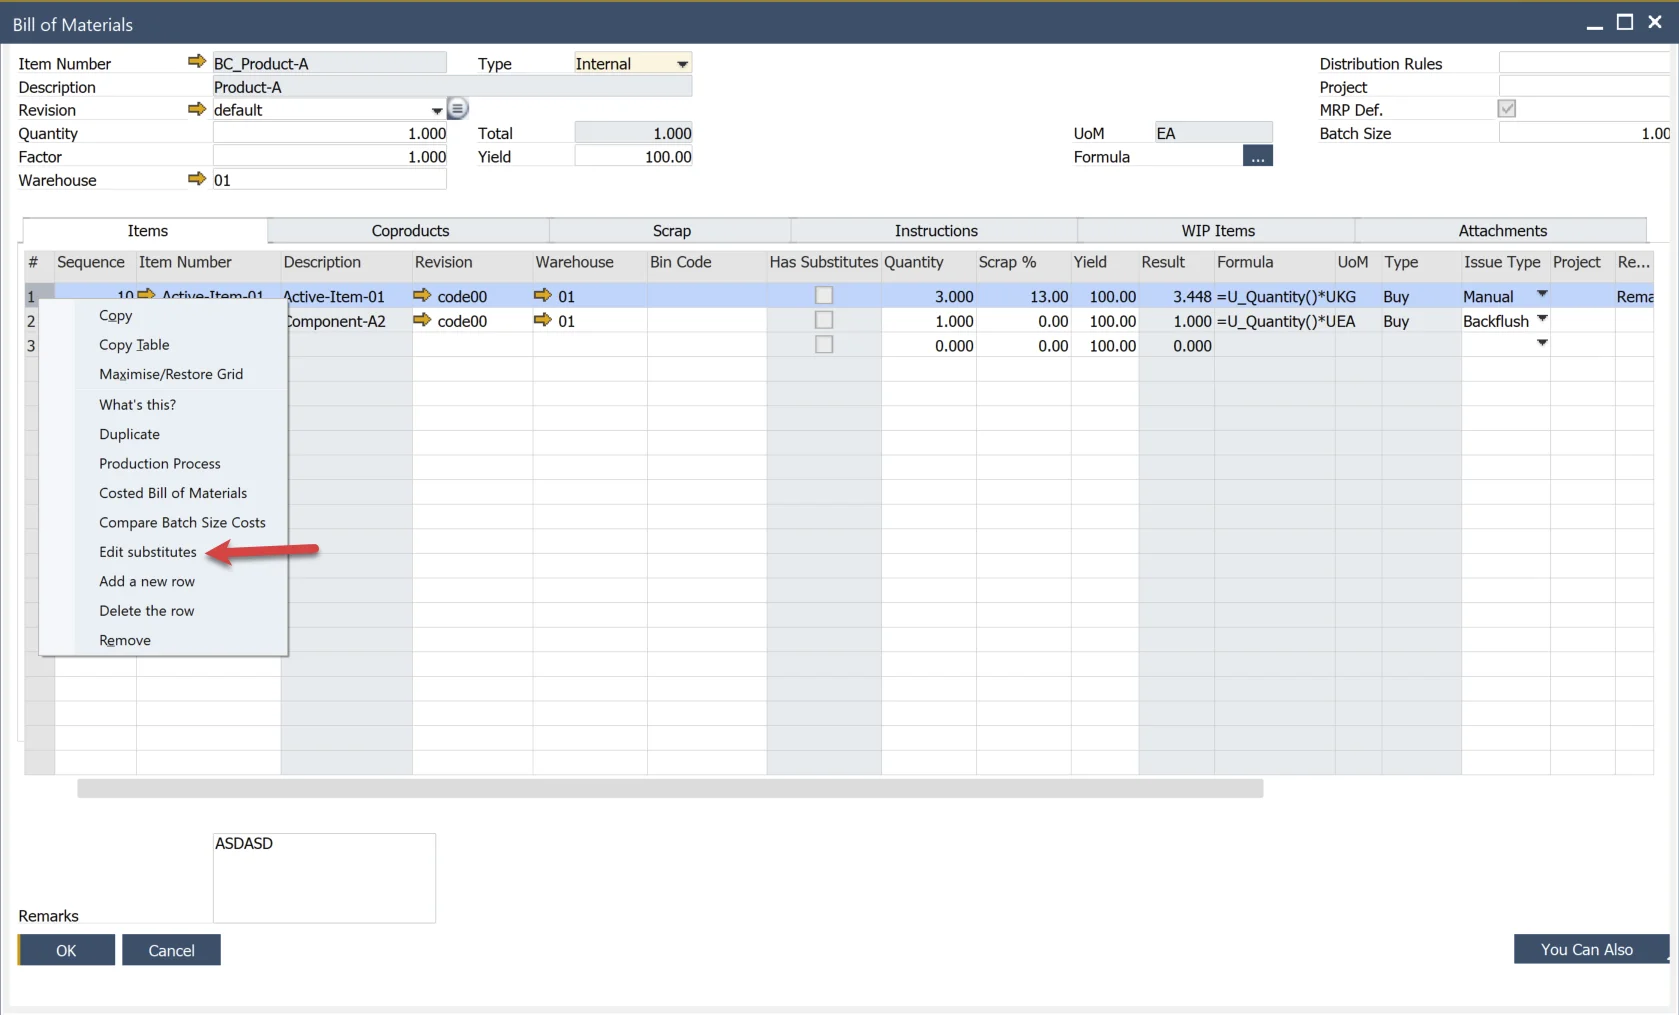 Bill of Materials
Item Number BC_Product-A Type Internal Distribution Rules
Description Product-A Project
Revision default MRP Def.
Quantity 1.000 Total 1.000 UoM EA Batch Size 1.00
Factor 1.000 Yield 100.00 Formula ...
Warehouse 01
Items Coproducts Scrap Instructions WIP Items Attachments
# Sequence Item Number Description Revision Warehouse Bin Code Has Substitutes Quantity Scrap % Yield Result Formula UoM Type Issue Type Project Re...
1 10 Active-Item-01 Active-Item-01 code00 01 3.000 13.00 100.00 3.448 =U_Quantity()*U KG Buy Manual Rema
2 Component-A2 code00 01 1.000 0.00 100.00 1.000 =U_Quantity()*U EA Buy Backflush
3 0.000 0.00 100.00 0.000
Copy
Copy Table
Maximise/Restore Grid
What's this?
Duplicate
Production Process
Costed Bill of Materials
Compare Batch Size Costs
Edit substitutes
Add a new row
Delete the row
Remove
ASDASD
Remarks
OK Cancel You Can Also